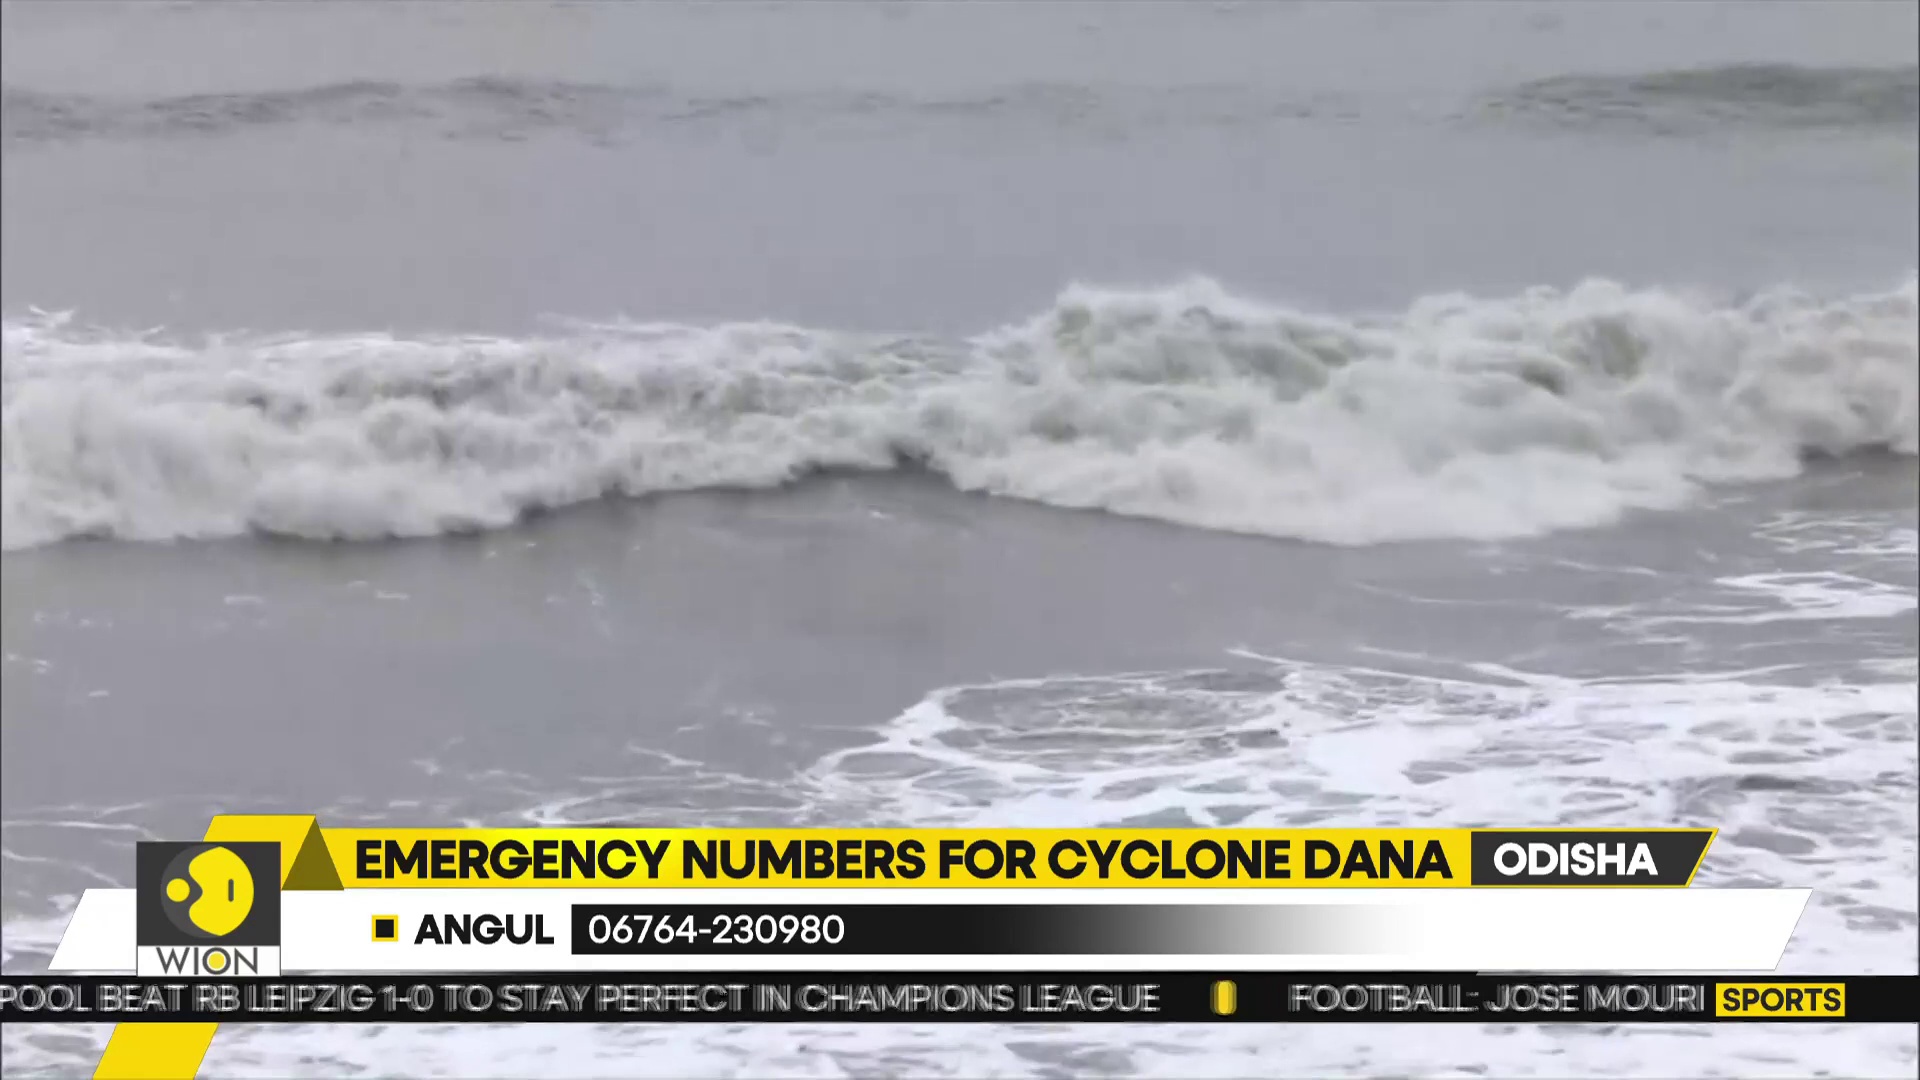 EMERGENCY NUMBERS FOR CYCLONE DANA ODISHA
ANGUL 06764-230980
WION
POOL BEAT RB LEIPZIG 1-0 TO STAY PERFECT IN CHAMPIONS LEAGUE FOOTBALL: JOSE MOURI SPORTS